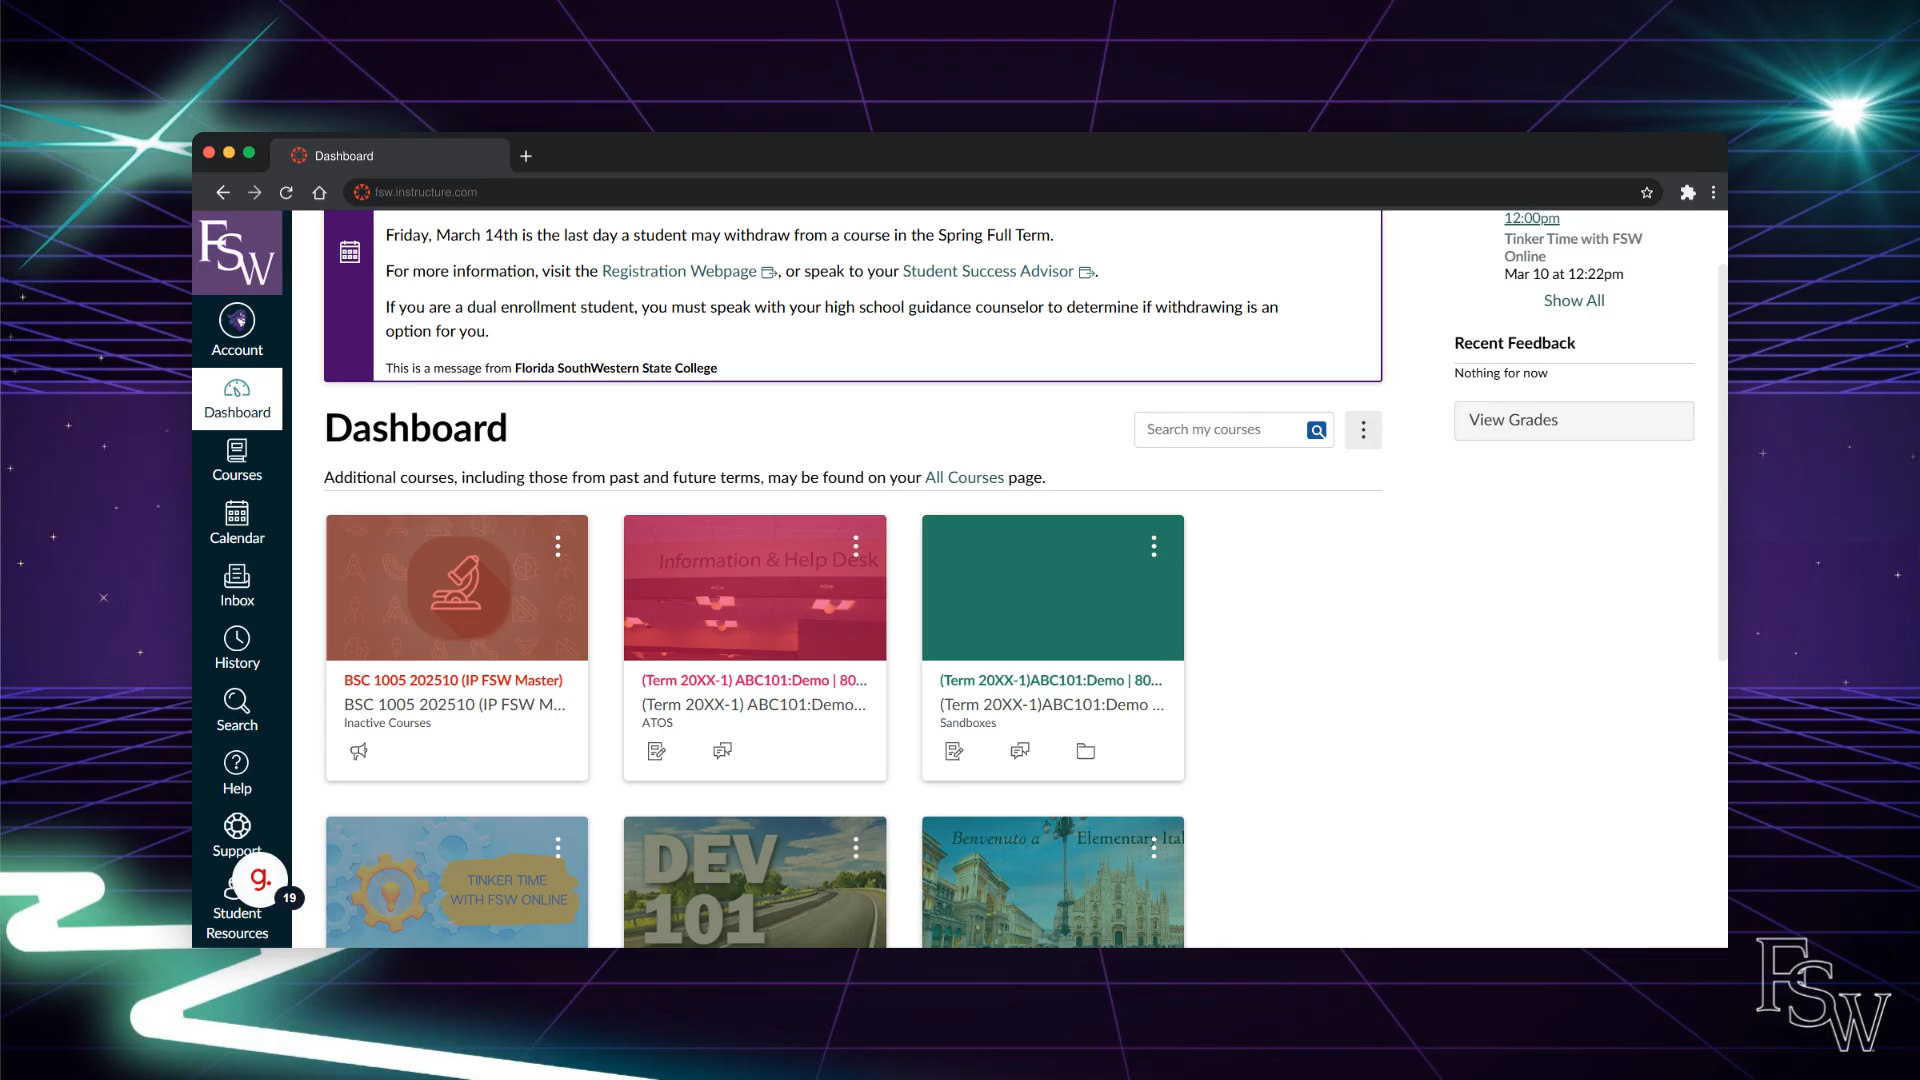 Dashboard
fsw.instructure.com
FSW
Account
Dashboard
Courses
Calendar
Inbox
History
Search
Help
Support
g.
19
Student
Resources
Friday, March 14th is the last day a student may withdraw from a course in the Spring Full Term.
For more information, visit the Registration Webpage, or speak to your Student Success Advisor.
If you are a dual enrollment student, you must speak with your high school guidance counselor to determine if withdrawing is an
option for you.
This is a message from Florida SouthWestern State College
Dashboard
Search my courses
Additional courses, including those from past and future terms, may be found on your All Courses page.
BSC 1005 202510 (IP FSW Master)
BSC 1005 202510 (IP FSW M...
Inactive Courses
Information & Help Desk
(Term 20XX-1) ABC101:Demo | 80...
(Term 20XX-1) ABC101:Demo...
ATOS
(Term 20XX-1)ABC101:Demo | 80...
(Term 20XX-1)ABC101:Demo ...
Sandboxes
TINKER TIME
WITH FSW ONLINE
DEV
101
Benvenuto a Elementary Ital
12:00pm
Tinker Time with FSW
Online
Mar 10 at 12:22pm
Show All
Recent Feedback
Nothing for now
View Grades
FSW